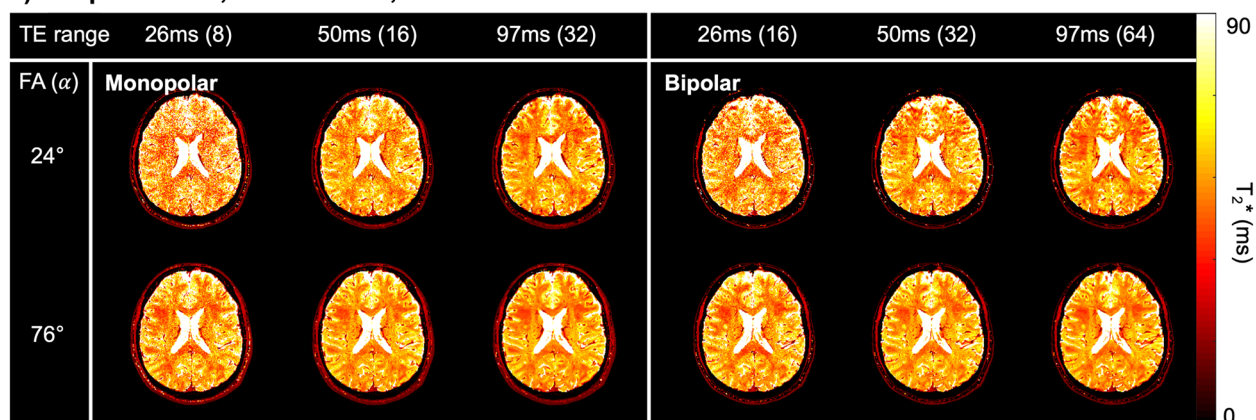 TE range 26ms (8) 50ms (16) 97ms (32) 26ms (16) 50ms (32) 97ms (64)
FA (α) Monopolar Bipolar
24°
76°
90
T₂* (ms)
0